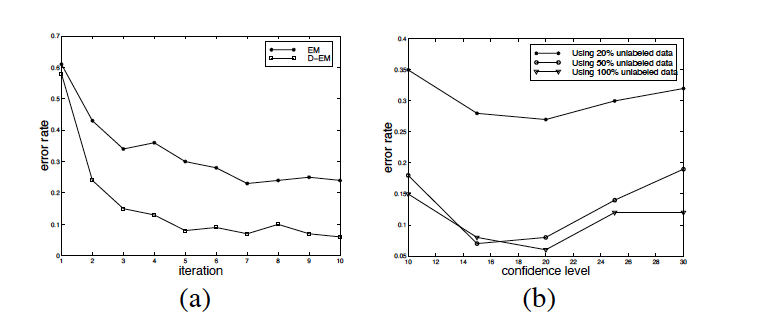 0.7
0.6
0.5
0.4
0.3
0.2
0.1
0
error rate
EM
D-EM
1 2 3 4 5 6 7 8 9 10
iteration
(a)
0.4
0.35
0.3
0.25
0.2
0.15
0.1
0.05
error rate
Using 20% unlabeled data
Using 50% unlabeled data
Using 100% unlabeled data
10 12 14 16 18 20 22 24 26 28 30
confidence level
(b)